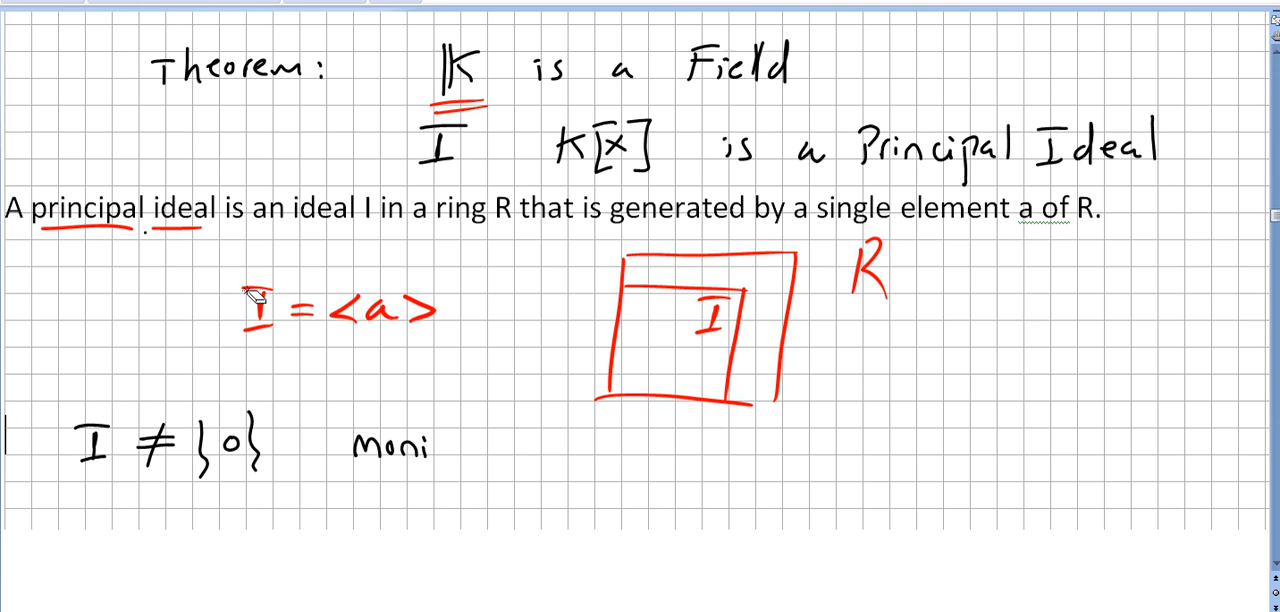 Theorem: K is a Field
I K[x] is a Principal Ideal
A principal ideal is an ideal I in a ring R that is generated by a single element a of R.
I = <a>
I
R
I ≠ {0} moni